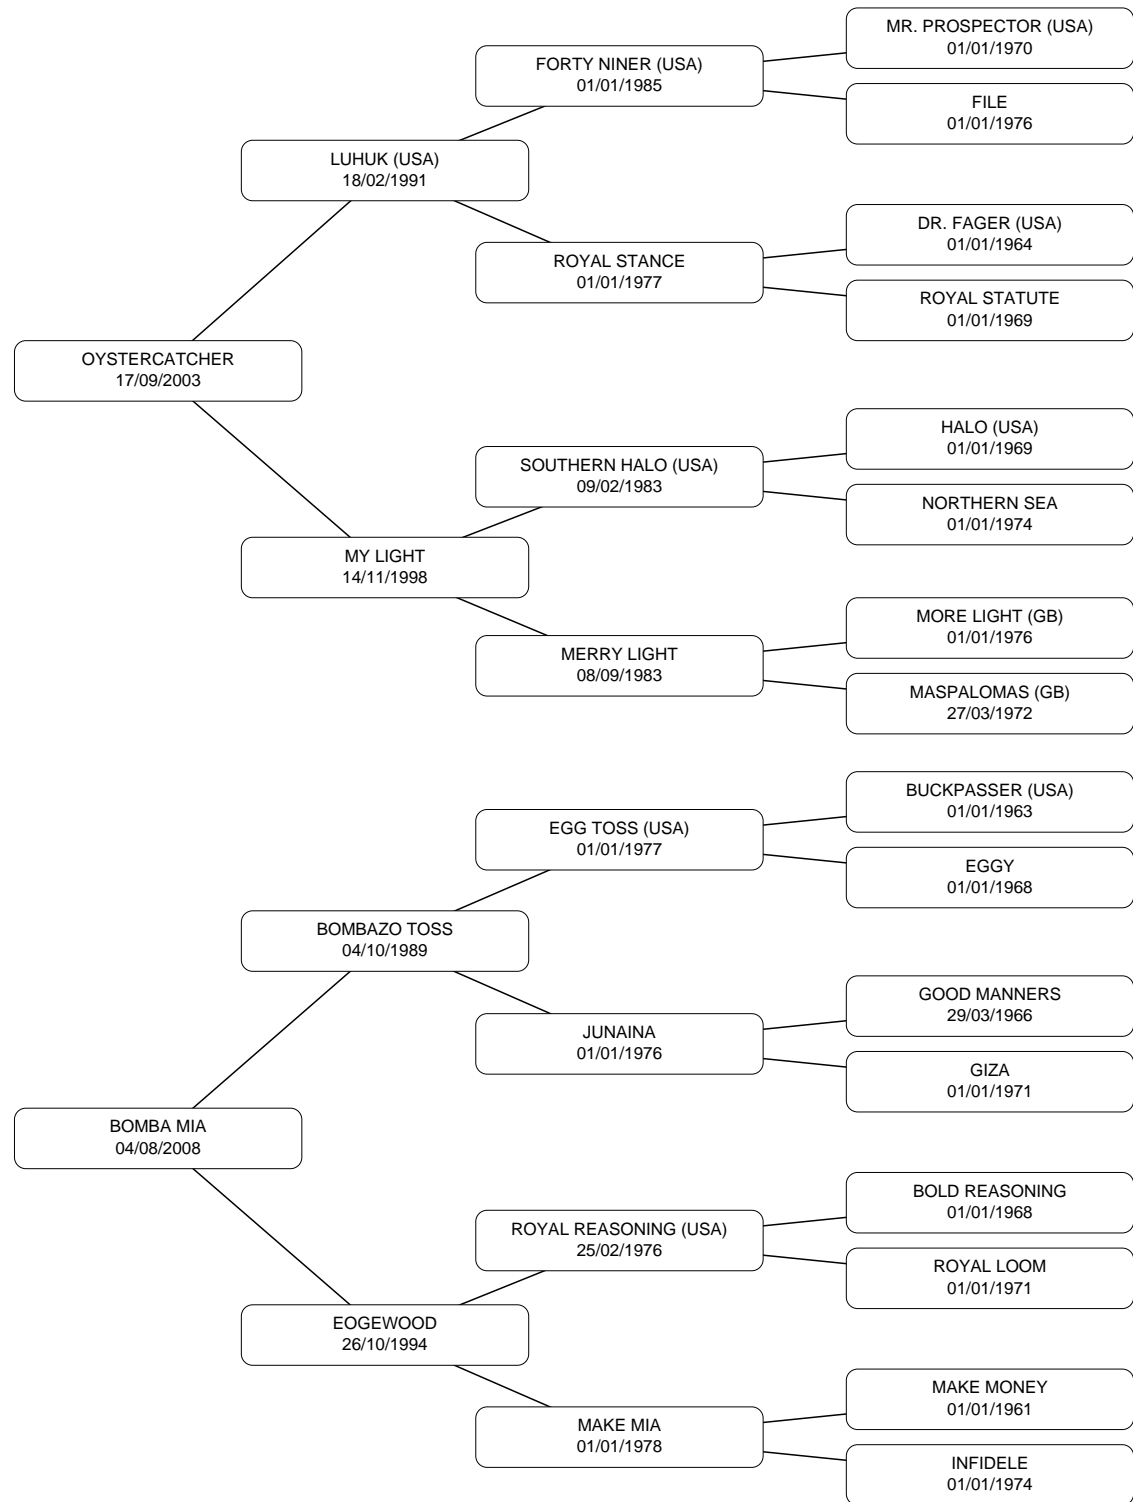 MR. PROSPECTOR (USA)
01/01/1970
FORTY NINER (USA)
01/01/1985
FILE
01/01/1976
LUHUK (USA)
18/02/1991
DR. FAGER (USA)
01/01/1964
ROYAL STANCE
01/01/1977
ROYAL STATUTE
01/01/1969
OYSTERCATCHER
17/09/2003
HALO (USA)
01/01/1969
SOUTHERN HALO (USA)
09/02/1983
NORTHERN SEA
01/01/1974
MY LIGHT
14/11/1998
MORE LIGHT (GB)
01/01/1976
MERRY LIGHT
08/09/1983
MASPALOMAS (GB)
27/03/1972
BUCKPASSER (USA)
01/01/1963
EGG TOSS (USA)
01/01/1977
EGGY
01/01/1968
BOMBAZO TOSS
04/10/1989
GOOD MANNERS
29/03/1966
JUNAINA
01/01/1976
GIZA
01/01/1971
BOMBA MIA
04/08/2008
BOLD REASONING
01/01/1968
ROYAL REASONING (USA)
25/02/1976
ROYAL LOOM
01/01/1971
EOGEWOOD
26/10/1994
MAKE MONEY
01/01/1961
MAKE MIA
01/01/1978
INFIDELE
01/01/1974